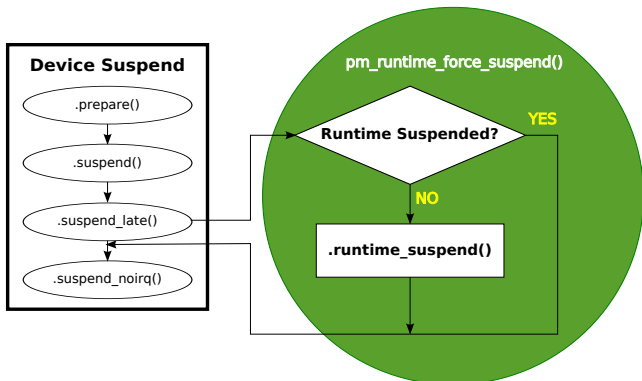 Device Suspend
.prepare()
.suspend()
.suspend_late()
.suspend_noirq()
pm_runtime_force_suspend()
Runtime Suspended?
YES
NO
.runtime_suspend()